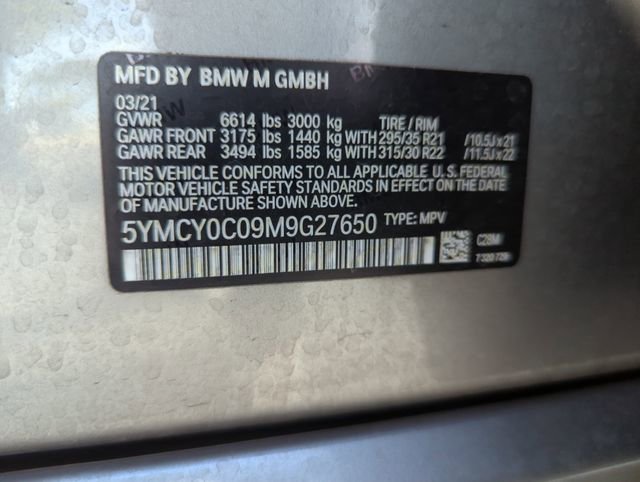 MFD BY BMW M GMBH
03/21
GVWR 6614 lbs 3000 kg TIRE / RIM
GAWR FRONT 3175 lbs 1440 kg WITH 295/35 R21 /10.5J x 21
GAWR REAR 3494 lbs 1585 kg WITH 315/30 R22 /11.5J x 22
THIS VEHICLE CONFORMS TO ALL APPLICABLE U.S. FEDERAL
MOTOR VEHICLE SAFETY STANDARDS IN EFFECT ON THE
DATE OF MANUFACTURE SHOWN ABOVE.
5YMCY0C09M9G27650 TYPE: MPV